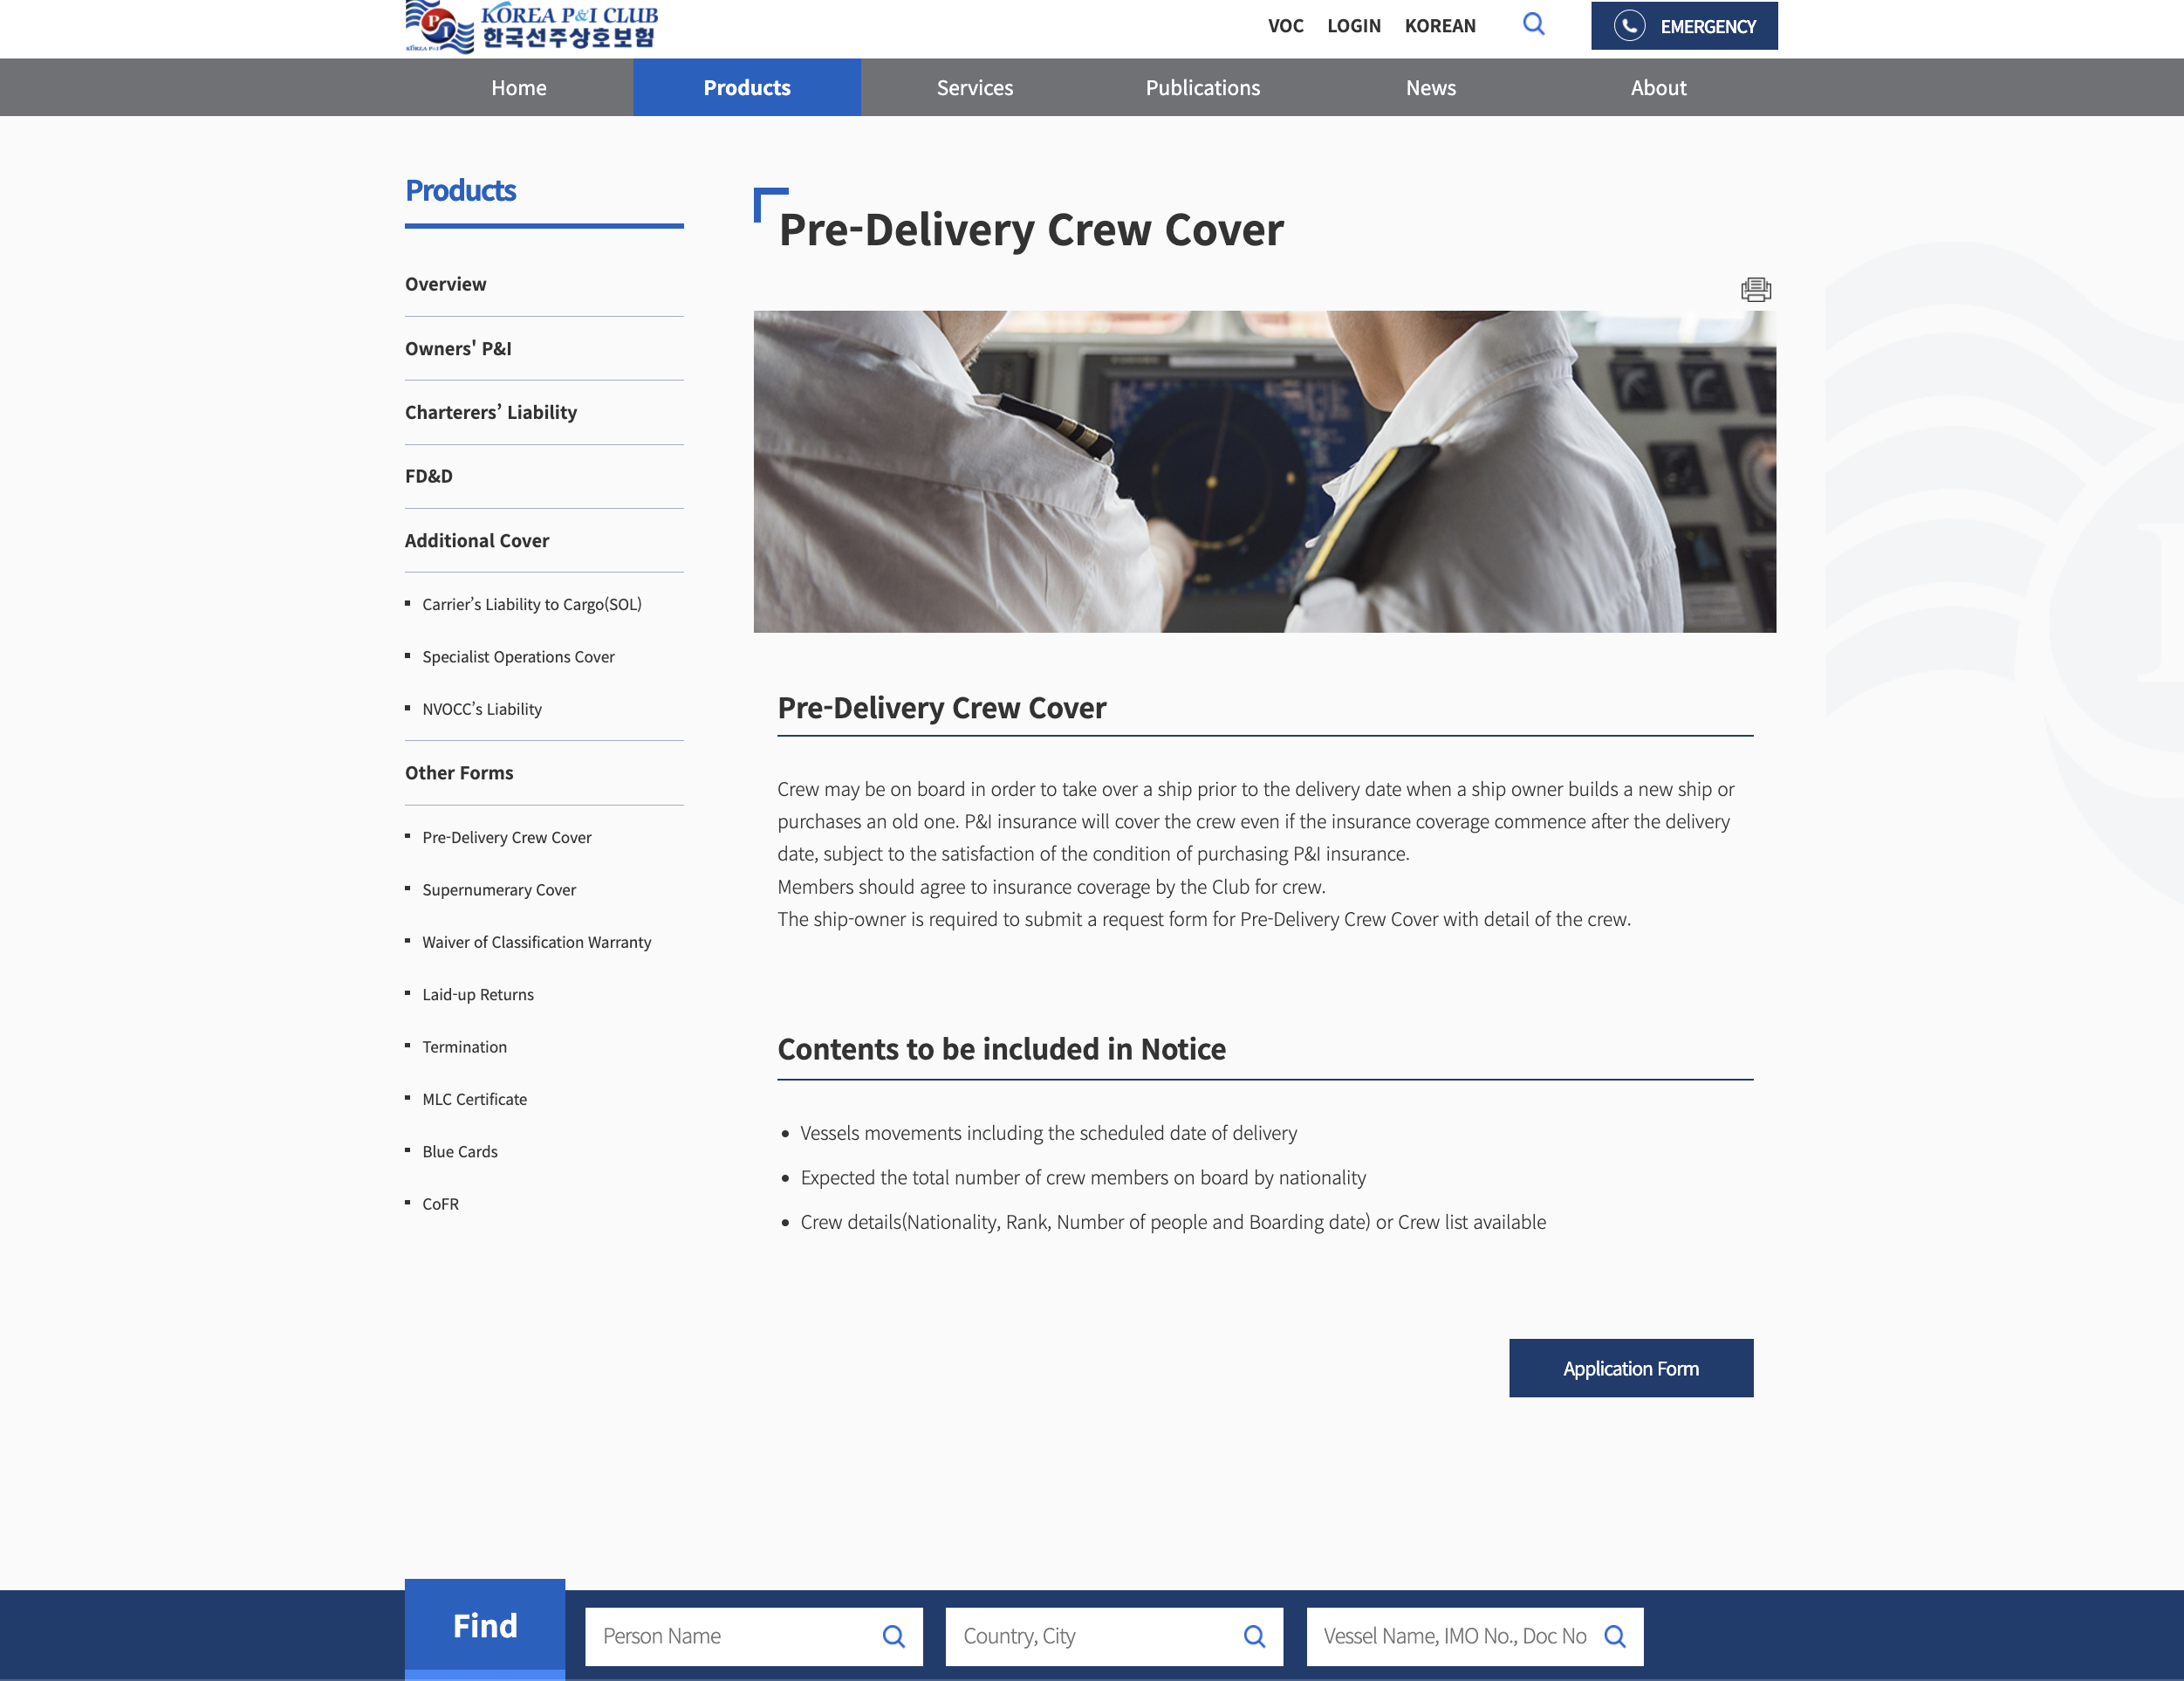 KOREA P&I CLUB
한국선주상호보험
KOREA P&I
VOC LOGIN KOREAN
EMERGENCY
Home Products Services Publications News About
Products
Overview
Owners' P&I
Charterers’ Liability
FD&D
Additional Cover
Carrier’s Liability to Cargo(SOL)
Specialist Operations Cover
NVOCC’s Liability
Other Forms
Pre-Delivery Crew Cover
Supernumerary Cover
Waiver of Classification Warranty
Laid-up Returns
Termination
MLC Certificate
Blue Cards
CoFR
Pre-Delivery Crew Cover
Pre-Delivery Crew Cover
Crew may be on board in order to take over a ship prior to the delivery date when a ship owner builds a new ship or
purchases an old one. P&I insurance will cover the crew even if the insurance coverage commence after the delivery
date, subject to the satisfaction of the condition of purchasing P&I insurance.
Members should agree to insurance coverage by the Club for crew.
The ship-owner is required to submit a request form for Pre-Delivery Crew Cover with detail of the crew.
Contents to be included in Notice
Vessels movements including the scheduled date of delivery
Expected the total number of crew members on board by nationality
Crew details(Nationality, Rank, Number of people and Boarding date) or Crew list available
Application Form
Find
Person Name
Country, City
Vessel Name, IMO No., Doc No